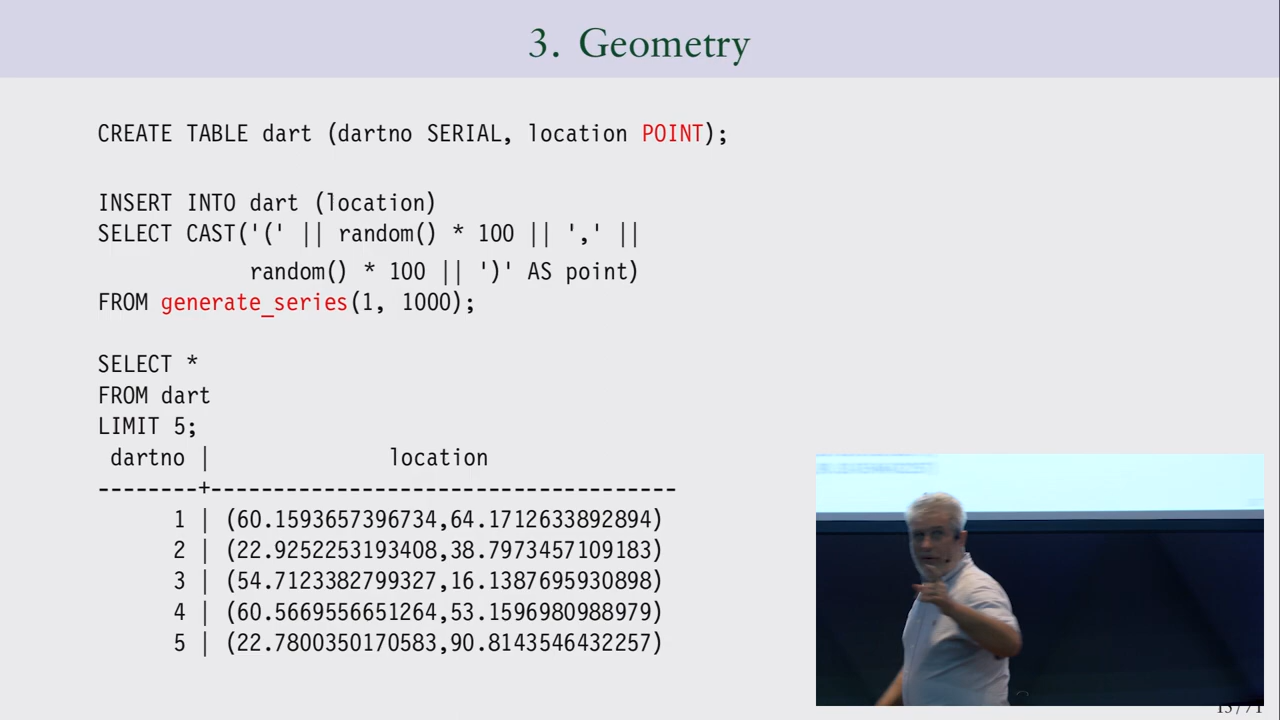 3. Geometry
CREATE TABLE dart (dartno SERIAL, location POINT);
INSERT INTO dart (location)
SELECT CAST('(' || random() * 100 || ',' ||
random() * 100 || ')' AS point)
FROM generate_series(1, 1000);
SELECT *
FROM dart
LIMIT 5;
dartno | location
--------+-------------------------------------
1 | (60.1593657396734,64.1712633892894)
2 | (22.9252253193408,38.7973457109183)
3 | (54.7123382799327,16.1387695930898)
4 | (60.5669556651264,53.1596980988979)
5 | (22.7800350170583,90.8143546432257)